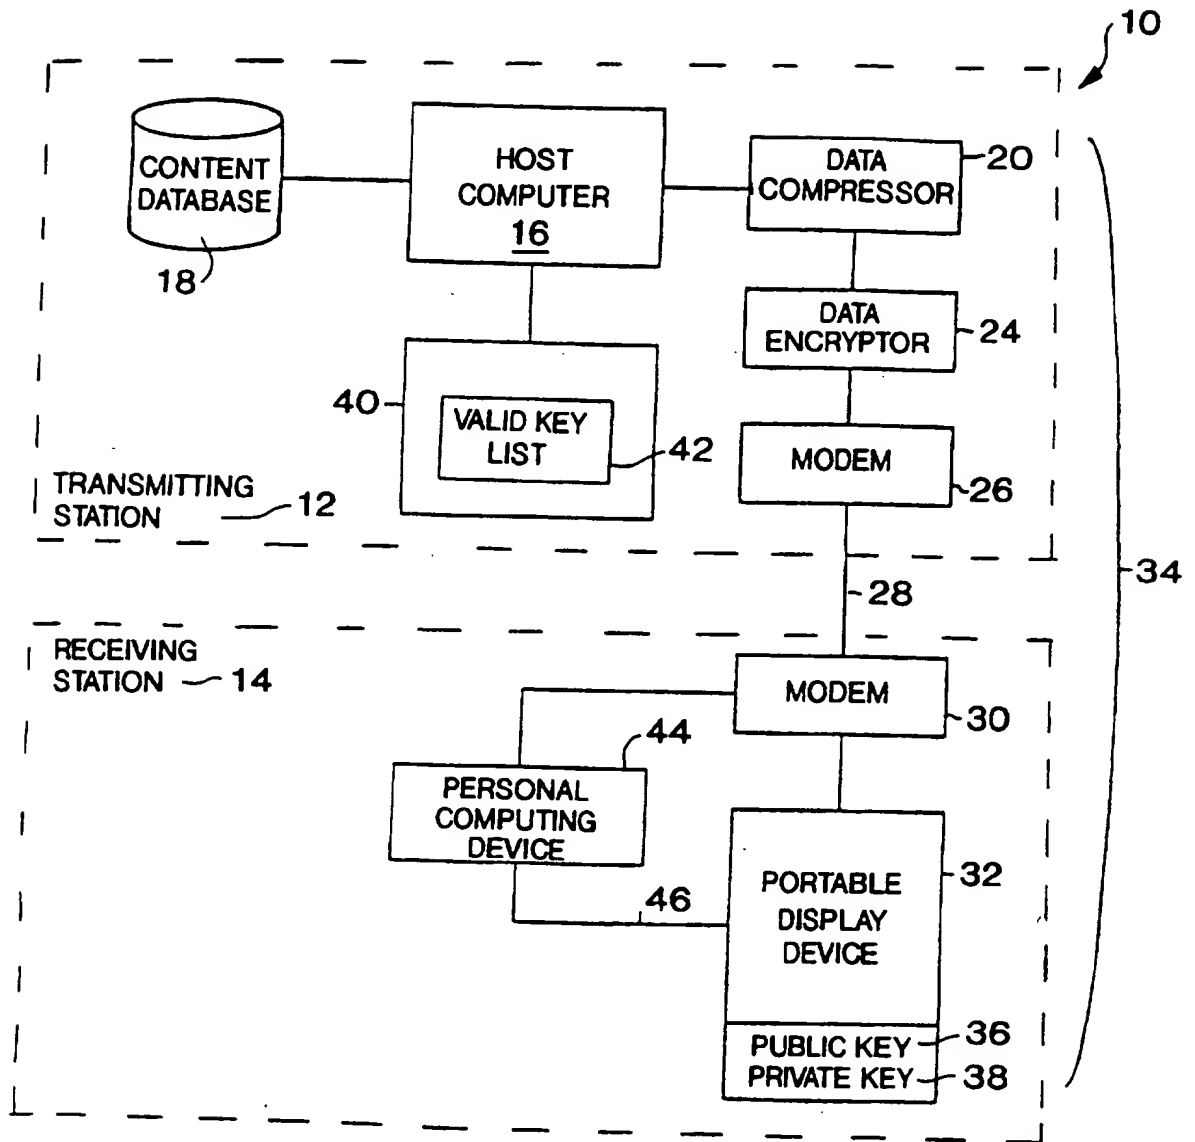 10
CONTENT
DATABASE
18
HOST
COMPUTER
16
DATA
COMPRESSOR
20
DATA
ENCRYPTOR
24
40
VALID KEY
LIST
42
MODEM
26
TRANSMITTING
STATION
12
34
28
RECEIVING
STATION
14
MODEM
30
44
PERSONAL
COMPUTING
DEVICE
46
PORTABLE
DISPLAY
DEVICE
32
PUBLIC KEY
36
PRIVATE KEY
38